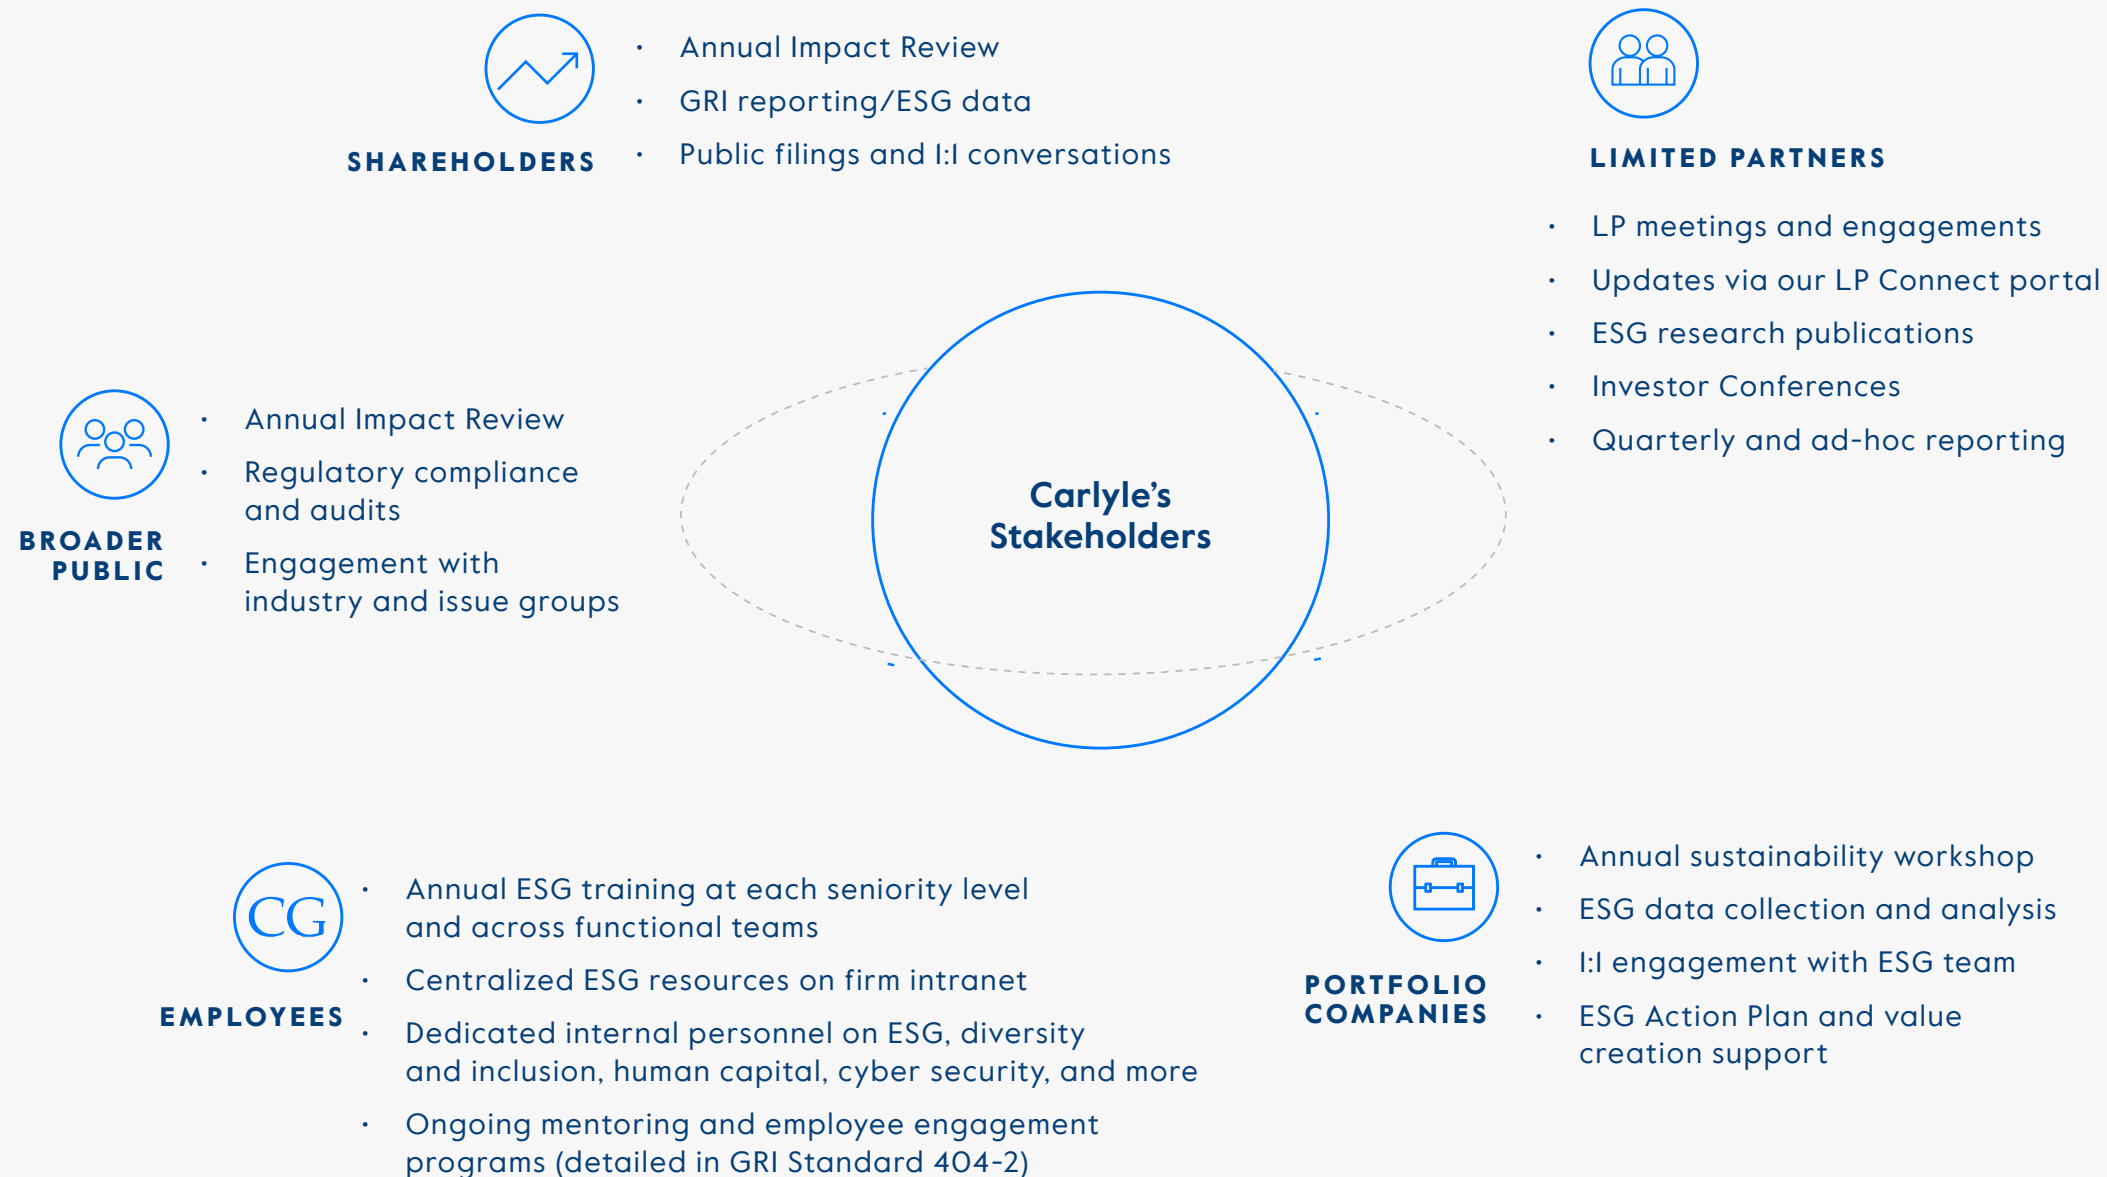 SHAREHOLDERS
• Annual Impact Review
• GRI reporting/ESG data
• Public filings and 1:1 conversations
LIMITED PARTNERS
• LP meetings and engagements
• Updates via our LP Connect portal
• ESG research publications
• Investor Conferences
• Quarterly and ad-hoc reporting
BROADER
PUBLIC
• Annual Impact Review
• Regulatory compliance
and audits
• Engagement with
industry and issue groups
Carlyle’s
Stakeholders
CG
EMPLOYEES
• Annual ESG training at each seniority level
and across functional teams
• Centralized ESG resources on firm intranet
• Dedicated internal personnel on ESG, diversity
and inclusion, human capital, cyber security, and more
• Ongoing mentoring and employee engagement
programs (detailed in GRI Standard 404-2)
PORTFOLIO
COMPANIES
• Annual sustainability workshop
• ESG data collection and analysis
• 1:1 engagement with ESG team
• ESG Action Plan and value
creation support